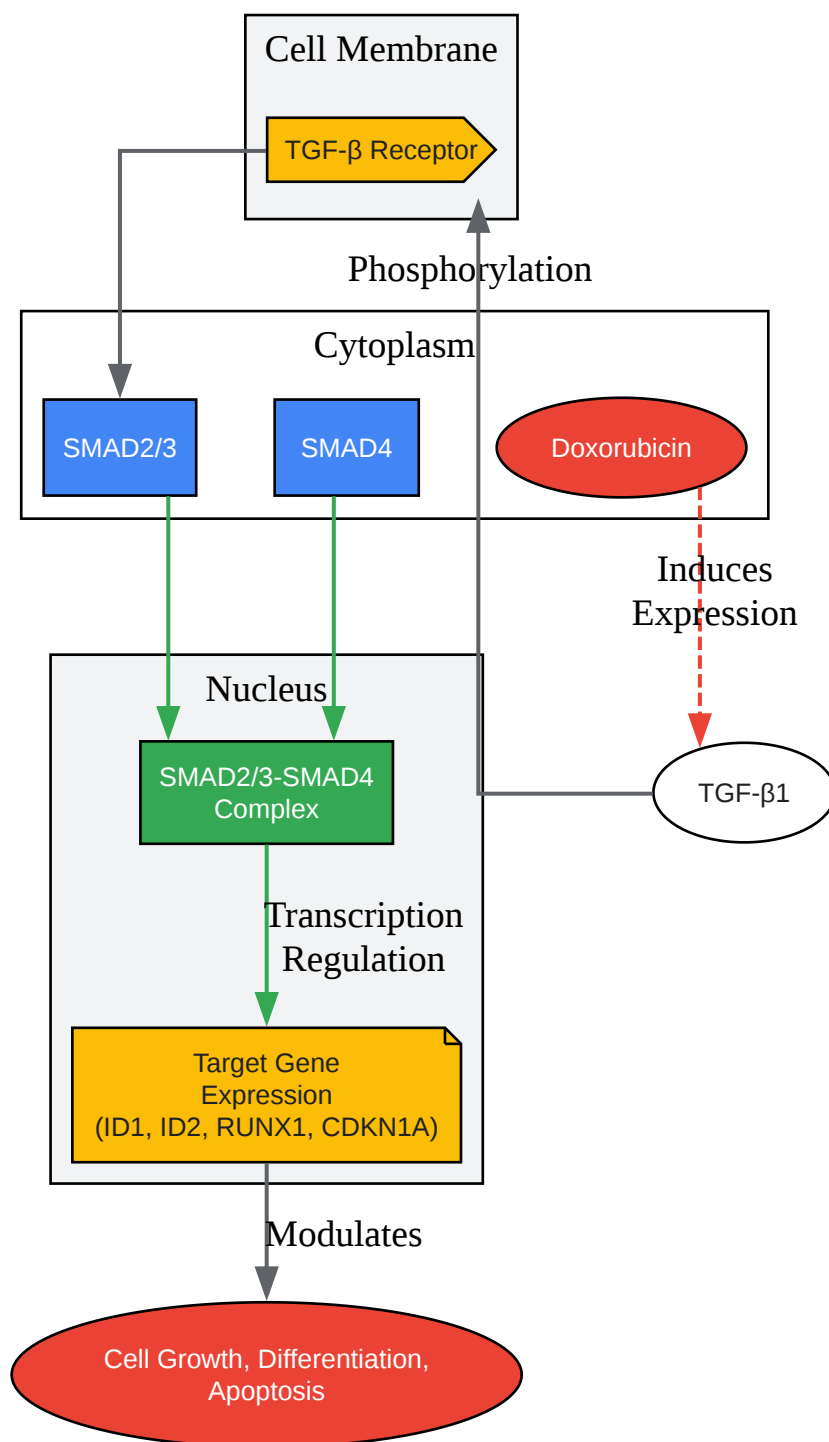 Cell Membrane
TGF-β Receptor
Phosphorylation
Cytoplasm
SMAD2/3
SMAD4
Doxorubicin
Induces
Expression
Nucleus
SMAD2/3-SMAD4
Complex
TGF-β1
Transcription
Regulation
Target Gene
Expression
(ID1, ID2, RUNX1, CDKN1A)
Modulates
Cell Growth, Differentiation,
Apoptosis